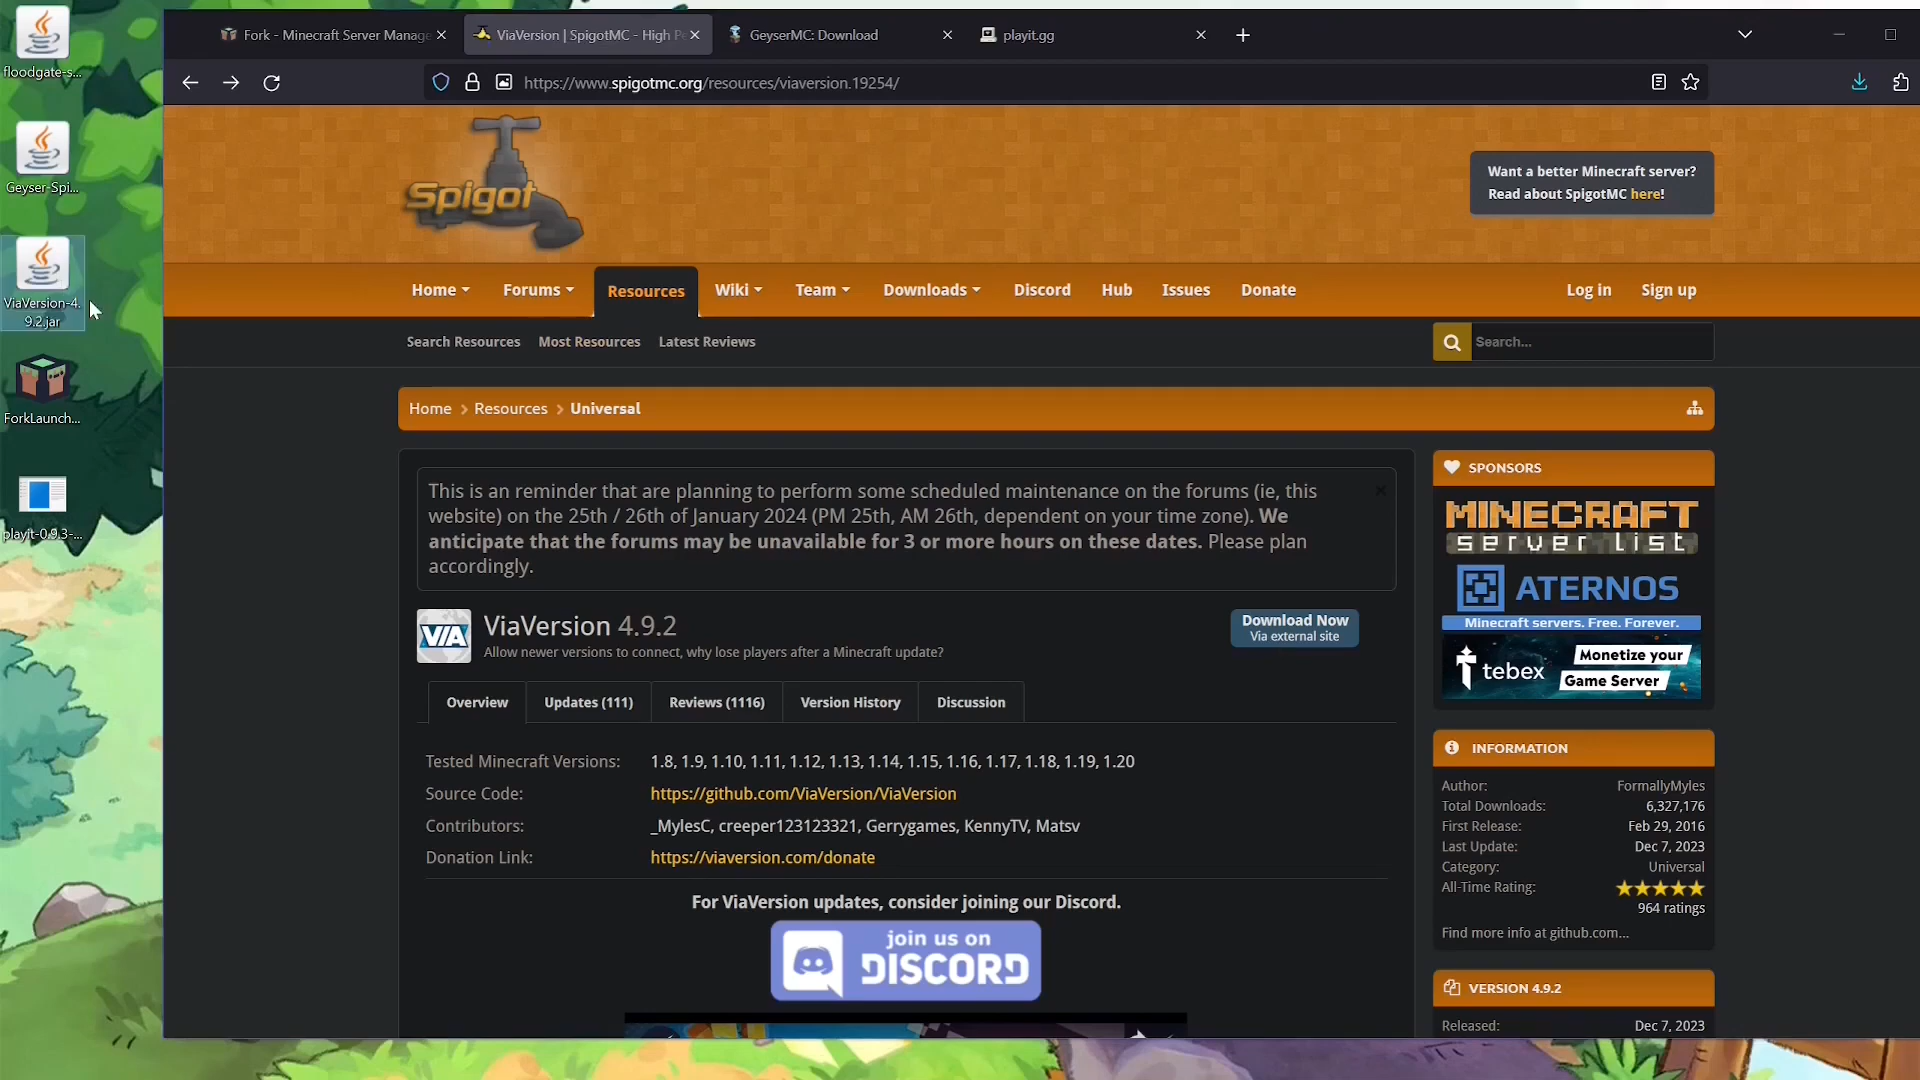 floodgate-s...
Geyser-Spi...
ViaVersion-4.
9.2.jar
ForkLaunch...
playit-0.9.3-...
Fork - Minecraft Server Manage
ViaVersion | SpigotMC - High Pe
GeyserMC: Download
playit.gg
https://www.spigotmc.org/resources/viaversion.19254/
Spigot
Want a better Minecraft server?
Read about SpigotMC here!
Home
Forums
Resources
Wiki
Team
Downloads
Discord
Hub
Issues
Donate
Log in
Sign up
Search Resources
Most Resources
Latest Reviews
Search...
Home
Resources
Universal
This is an reminder that are planning to perform some scheduled maintenance on the forums (ie, this
website) on the 25th / 26th of January 2024 (PM 25th, AM 26th, dependent on your time zone). We
anticipate that the forums may be unavailable for 3 or more hours on these dates. Please plan
accordingly.
VIA
ViaVersion 4.9.2
Allow newer versions to connect, why lose players after a Minecraft update?
Download Now
Via external site
Overview
Updates (111)
Reviews (1116)
Version History
Discussion
Tested Minecraft Versions: 1.8, 1.9, 1.10, 1.11, 1.12, 1.13, 1.14, 1.15, 1.16, 1.17, 1.18, 1.19, 1.20
Source Code: https://github.com/ViaVersion/ViaVersion
Contributors: _MylesC, creeper123123321, Gerrygames, KennyTV, Matsv
Donation Link: https://viaversion.com/donate
For ViaVersion updates, consider joining our Discord.
join us on
DISCORD
SPONSORS
MINECRAFT
server list
ATERNOS
Minecraft servers. Free. Forever.
tebex
Monetize your
Game Server
INFORMATION
Author: FormallyMyles
Total Downloads: 6,327,176
First Release: Feb 29, 2016
Last Update: Dec 7, 2023
Category: Universal
All-Time Rating:
964 ratings
Find more info at github.com...
VERSION 4.9.2
Released: Dec 7, 2023